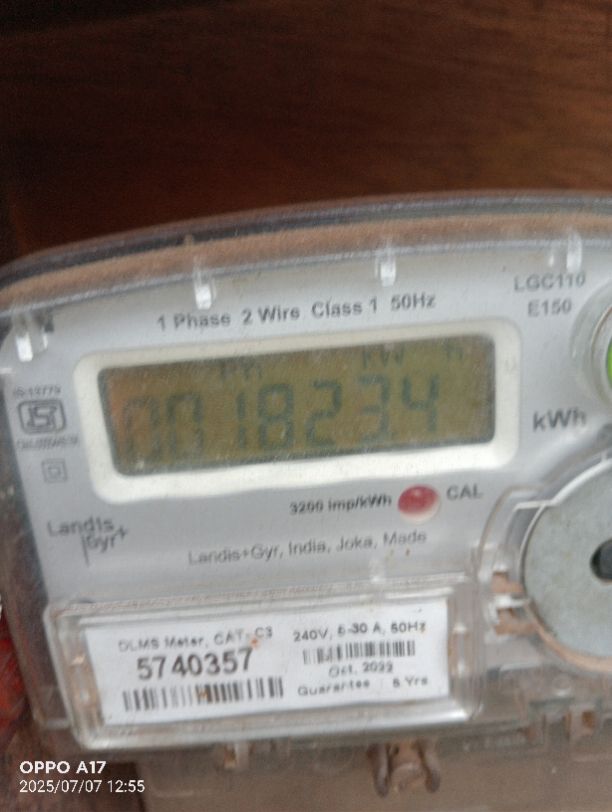 LGC110
E150
1 Phase 2 Wire Class 1 50Hz
kW h
0018234
kWh
3200 imp/kWh
CAL
Landis
Gyr+
Landis+Gyr, India, Joka, Made
DLMS Meter, CAT- C3
240V, 5-30 A, 50Hz
5740357
Oct, 2022
Guarantee : 5 Yrs
OPPO A17
2025/07/07 12:55